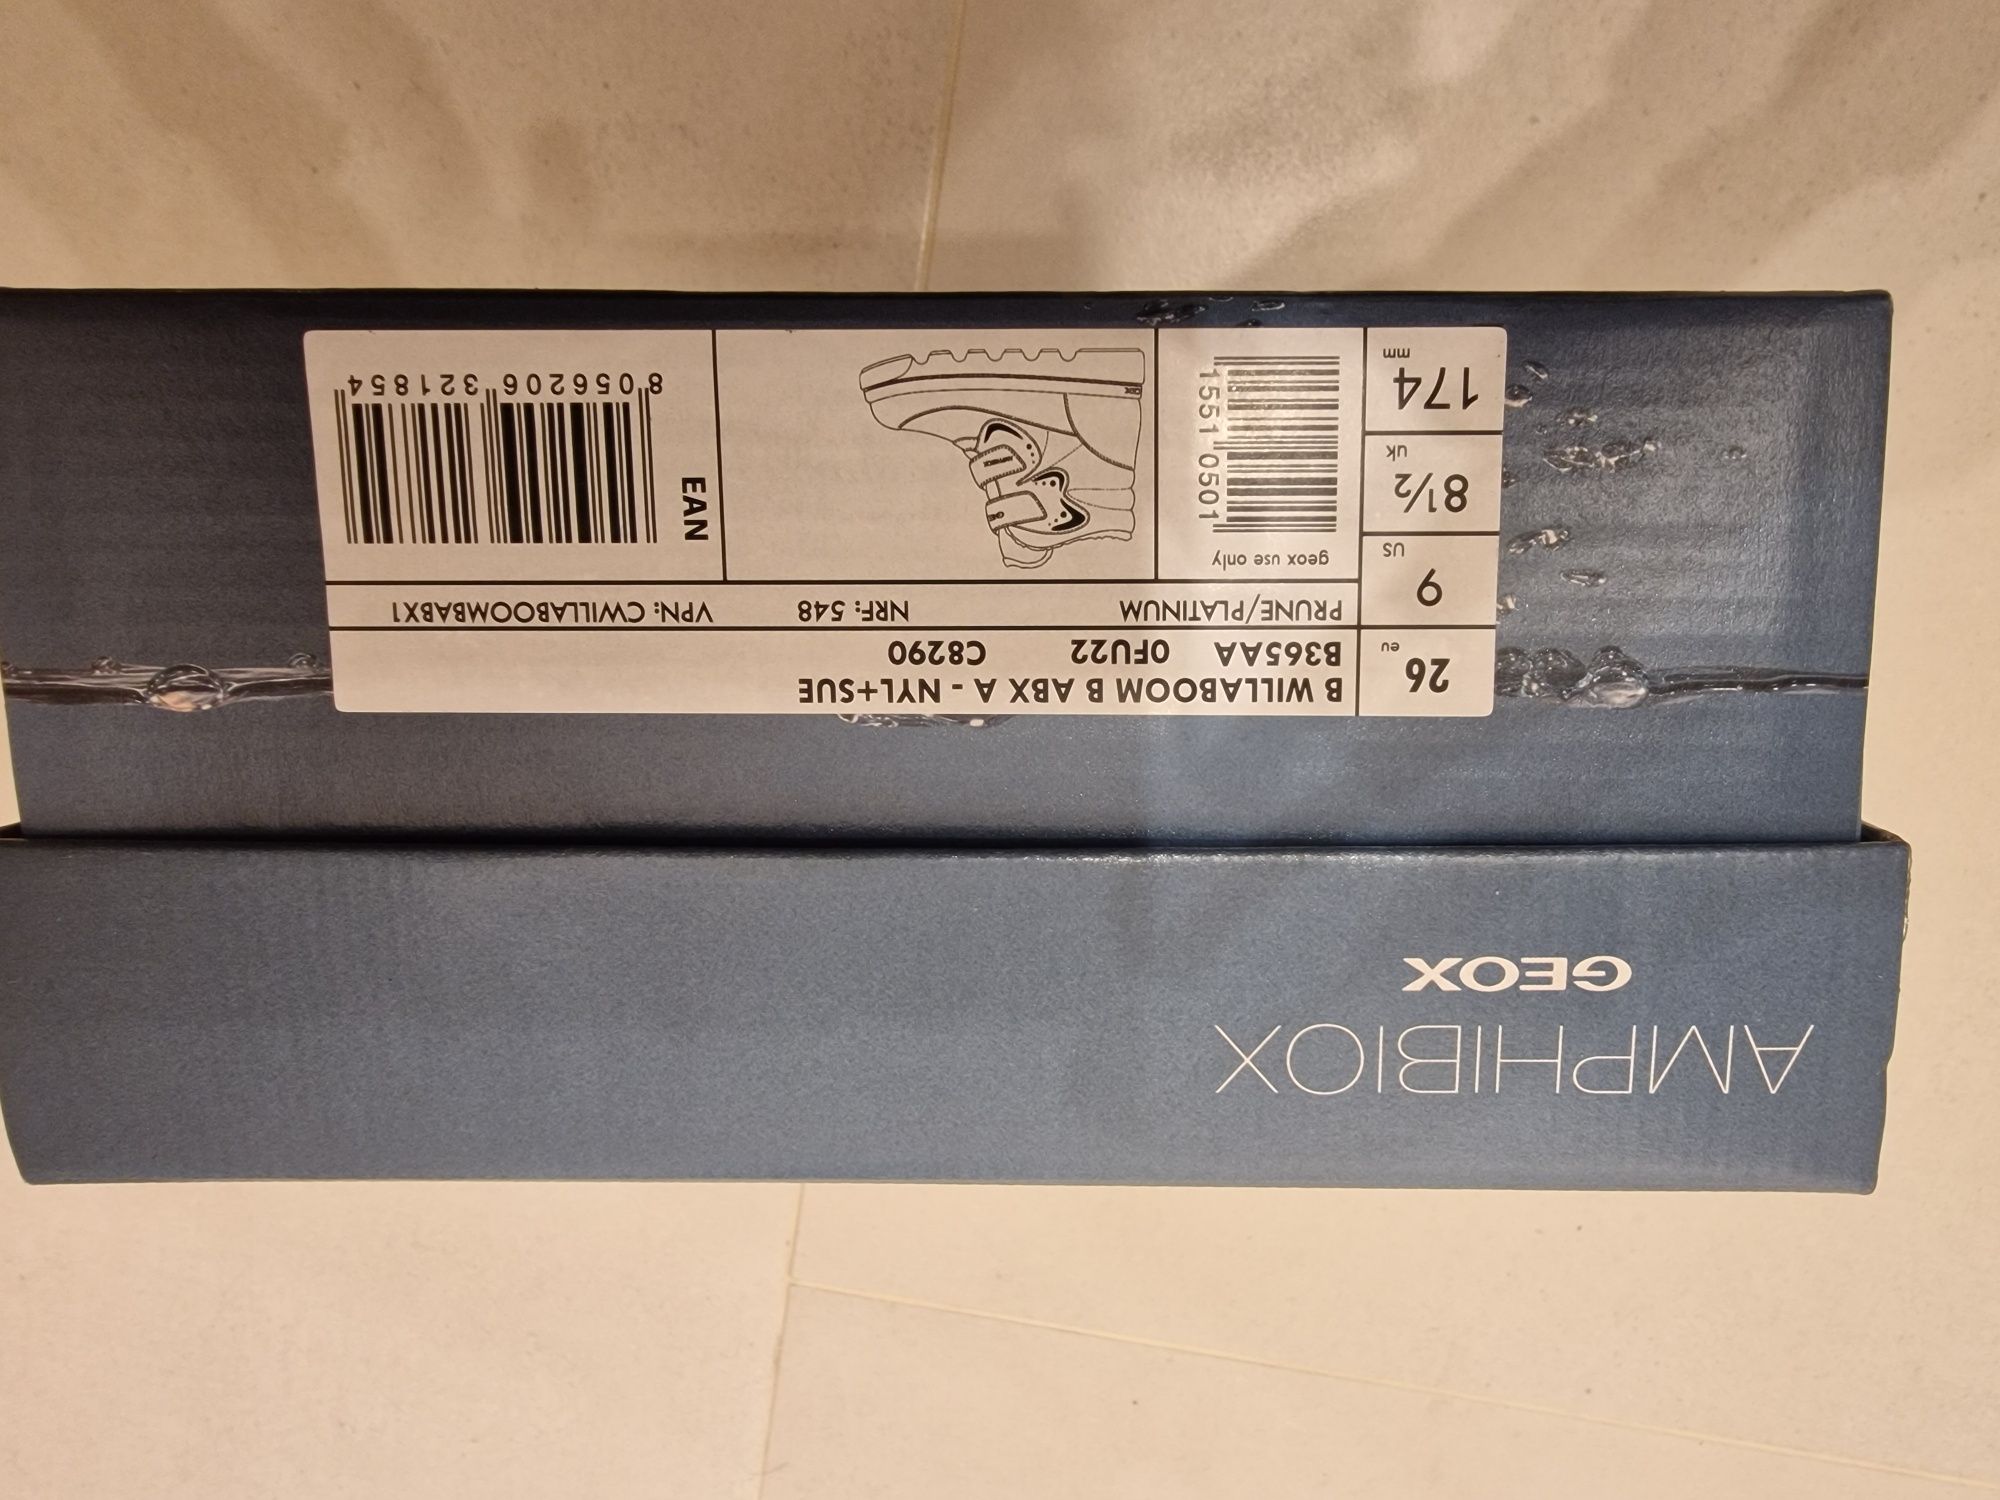 AMPHIBIOX
GEOX
26 eu
B WILLABOOM B ABX A - NYL+SUE
B365AA 0FU22 C8290
PRUNE/PLATINUM NRF: 548 VPN: CWILLABOOMBABX1
9 US
8½ uk
174 mm
geox use only
1551 0501
EAN
8 056206 321854